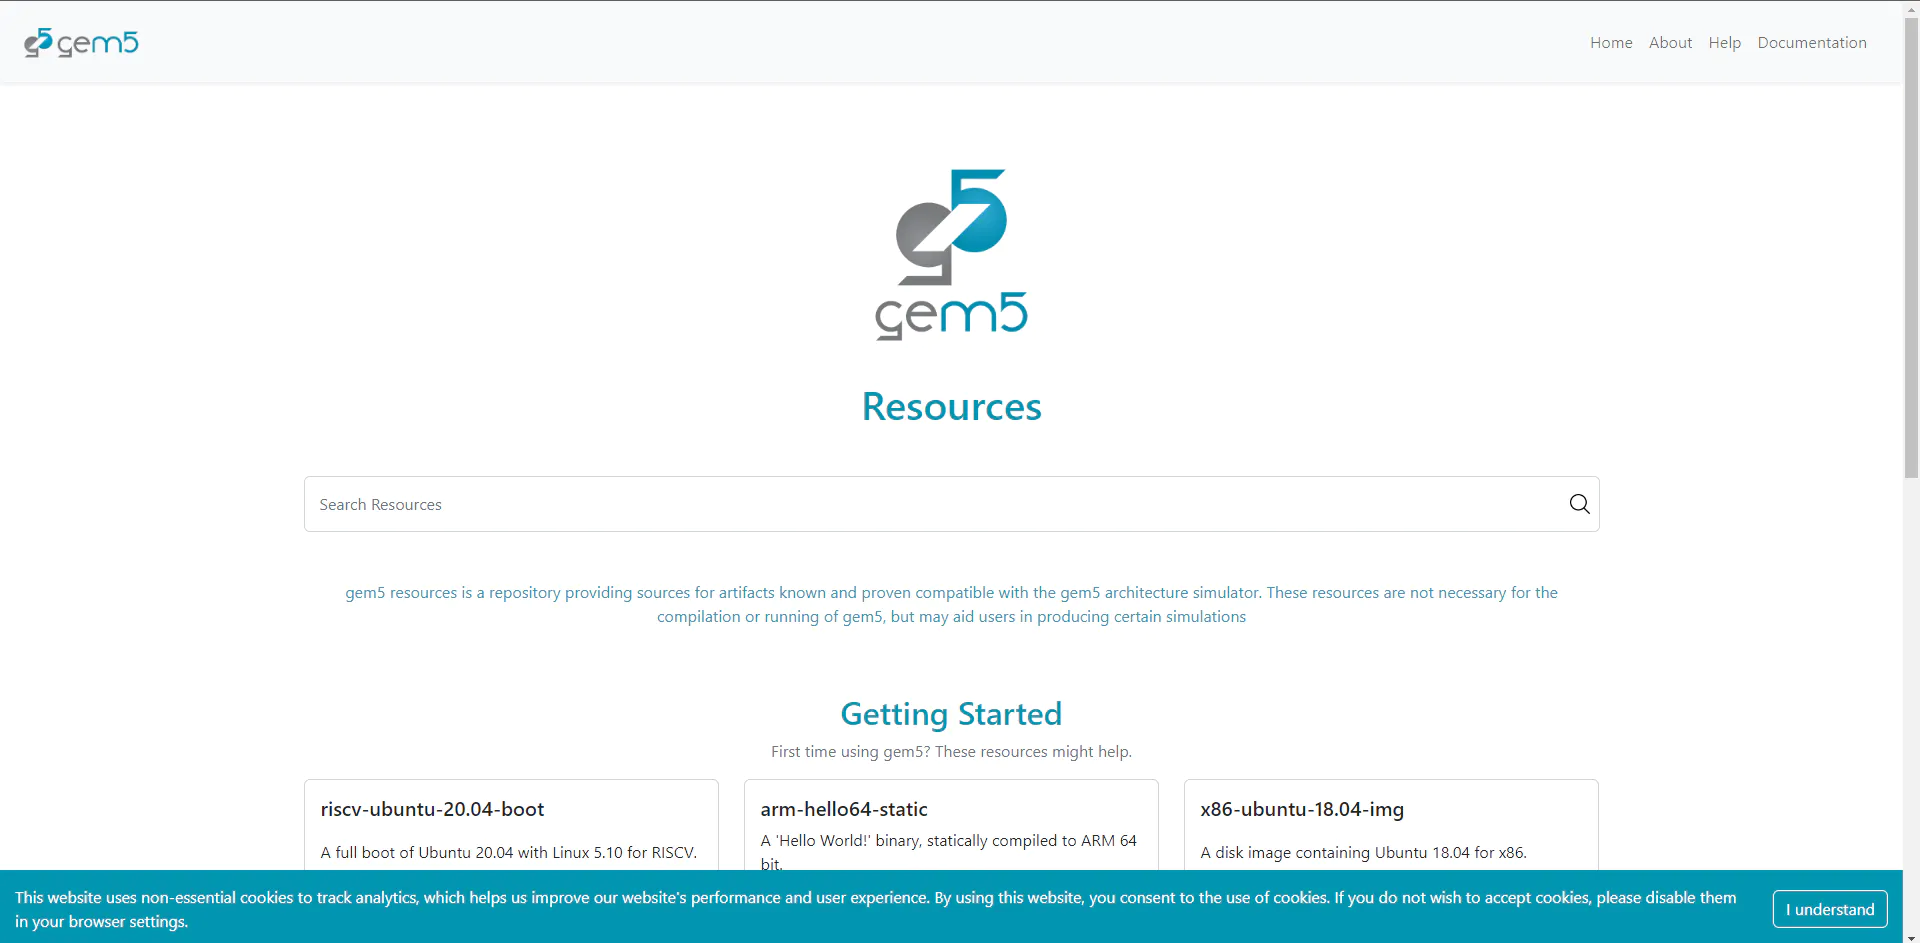 gem5
Home About Help Documentation
gem5
Resources
Search Resources
gem5 resources is a repository providing sources for artifacts known and proven compatible with the gem5 architecture simulator. These resources are not necessary for the
compilation or running of gem5, but may aid users in producing certain simulations
Getting Started
First time using gem5? These resources might help.
riscv-ubuntu-20.04-boot
A full boot of Ubuntu 20.04 with Linux 5.10 for RISCV.
arm-hello64-static
A 'Hello World!' binary, statically compiled to ARM 64
bit.
x86-ubuntu-18.04-img
A disk image containing Ubuntu 18.04 for x86.
This website uses non-essential cookies to track analytics, which helps us improve our website's performance and user experience. By using this website, you consent to the use of cookies. If you do not wish to accept cookies, please disable them
in your browser settings.
I understand